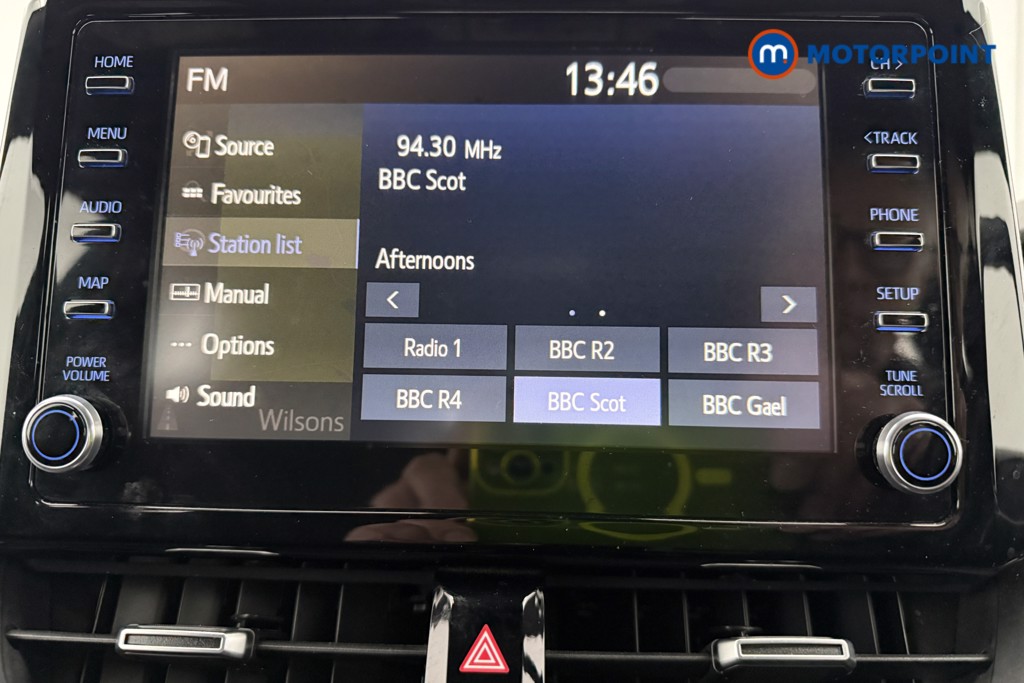 MOTORPOINT
HOME
MENU
AUDIO
MAP
POWER
VOLUME
FM
13:46
Source
Favourites
Station list
Manual
Options
Sound
Wilsons
94.30 MHz
BBC Scot
Afternoons
<
>
Radio 1
BBC R2
BBC R3
BBC R4
BBC Scot
BBC Gael
CH >
<TRACK
PHONE
SETUP
TUNE
SCROLL